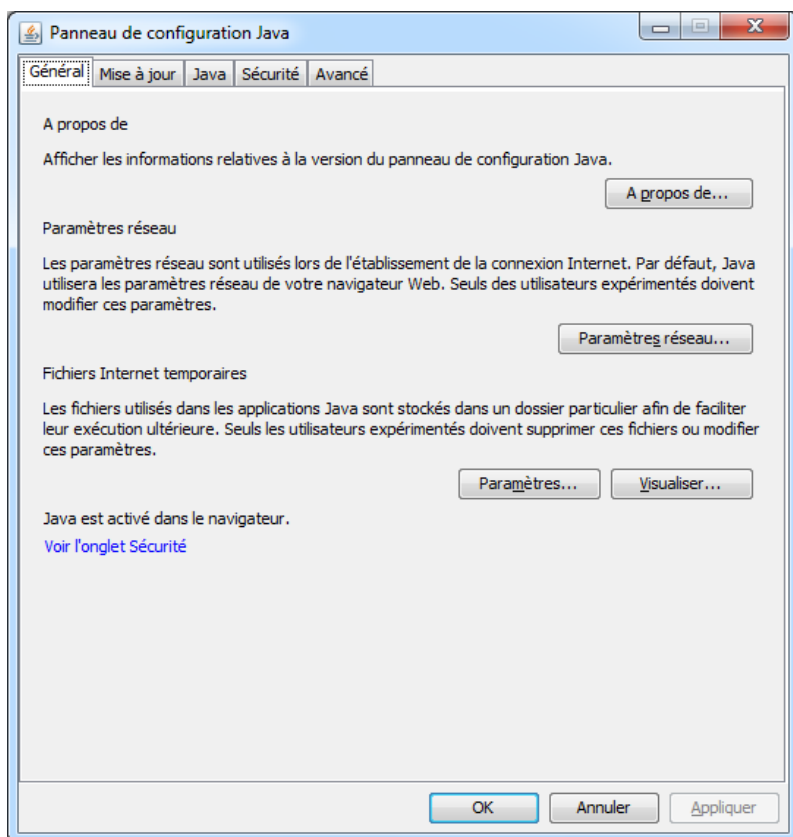 Panneau de configuration Java
Général
Mise à jour
Java
Sécurité
Avancé
A propos de
Afficher les informations relatives à la version du panneau de configuration Java.
A propos de...
Paramètres réseau
Les paramètres réseau sont utilisés lors de l'établissement de la connexion Internet. Par défaut, Java
utilisera les paramètres réseau de votre navigateur Web. Seuls des utilisateurs expérimentés doivent
modifier ces paramètres.
Paramètres réseau...
Fichiers Internet temporaires
Les fichiers utilisés dans les applications Java sont stockés dans un dossier particulier afin de faciliter
leur exécution ultérieure. Seuls les utilisateurs expérimentés doivent supprimer ces fichiers ou modifier
ces paramètres.
Paramètres...
Visualiser...
Java est activé dans le navigateur.
Voir l'onglet Sécurité
OK
Annuler
Appliquer